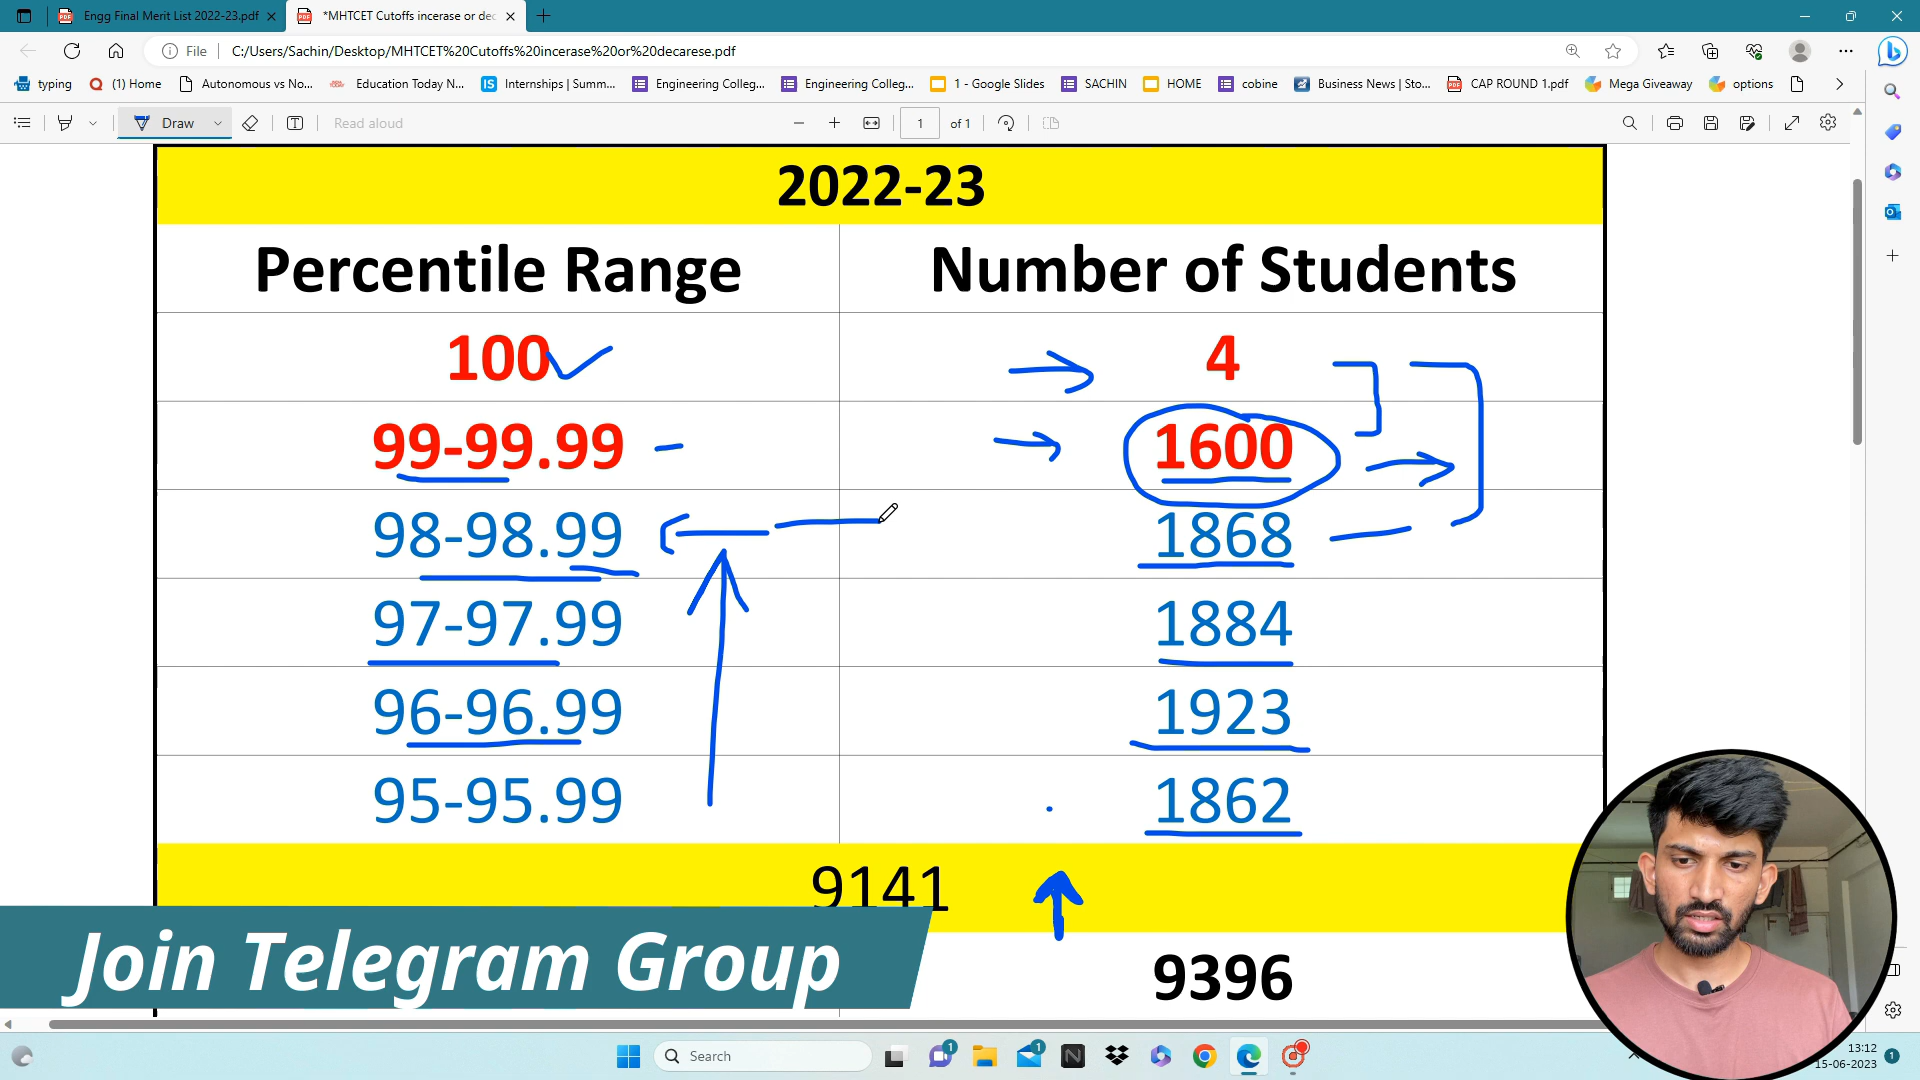 Engg Final Merit List 2022-23.pdf
*MHTCET Cutoffs incerase or dec
File
C:/Users/Sachin/Desktop/MHTCET%20Cutoffs%20incerase%20or%20decarese.pdf
typing
(1) Home
Autonomous vs No...
Education Today N...
Internships | Summ...
Engineering Colleg...
Engineering Colleg...
1 - Google Slides
SACHIN
HOME
cobine
Business News | Sto...
CAP ROUND 1.pdf
Mega Giveaway
options
Draw
Read aloud
1
of 1
2022-23
Percentile Range
Number of Students
100
4
99-99.99
1600
98-98.99
1868
97-97.99
1884
96-96.99
1923
95-95.99
1862
9141
Join Telegram Group
9396
Search
1
1
13:12
15-06-2023
1